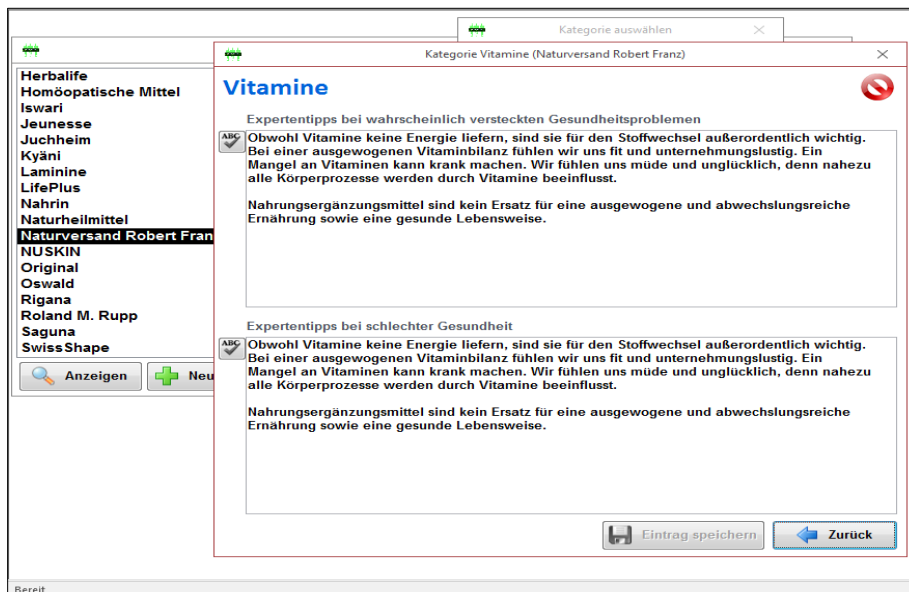 Kategorie auswählen
Kategorie Vitamine (Naturversand Robert Franz)
Herbalife
Homöopatische Mittel
Iswari
Jeunesse
Juchheim
Kyäni
Laminine
LifePlus
Nahrin
Naturheilmittel
Naturversand Robert Fran
NUSKIN
Original
Oswald
Rigana
Roland M. Rupp
Saguna
SwissShape
Anzeigen
Neu
Vitamine
Expertentipps bei wahrscheinlich versteckten Gesundheitsproblemen
ABC
Obwohl Vitamine keine Energie liefern, sind sie für den Stoffwechsel außerordentlich wichtig.
Bei einer ausgewogenen Vitaminbilanz fühlen wir uns fit und unternehmungslustig. Ein
Mangel an Vitaminen kann krank machen. Wir fühlen uns müde und unglücklich, denn nahezu
alle Körperprozesse werden durch Vitamine beeinflusst.
Nahrungsergänzungsmittel sind kein Ersatz für eine ausgewogene und abwechslungsreiche
Ernährung sowie eine gesunde Lebensweise.
Expertentipps bei schlechter Gesundheit
ABC
Obwohl Vitamine keine Energie liefern, sind sie für den Stoffwechsel außerordentlich wichtig.
Bei einer ausgewogenen Vitaminbilanz fühlen wir uns fit und unternehmungslustig. Ein
Mangel an Vitaminen kann krank machen. Wir fühlen uns müde und unglücklich, denn nahezu
alle Körperprozesse werden durch Vitamine beeinflusst.
Nahrungsergänzungsmittel sind kein Ersatz für eine ausgewogene und abwechslungsreiche
Ernährung sowie eine gesunde Lebensweise.
Eintrag speichern
Zurück
Bereit